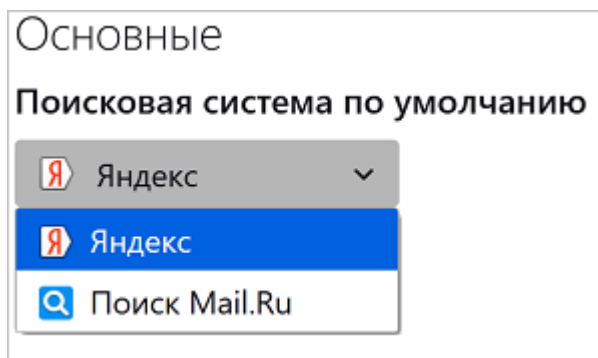 Основные
Поисковая система по умолчанию
Я Яндекс
Я Яндекс
Поиск Mail.Ru